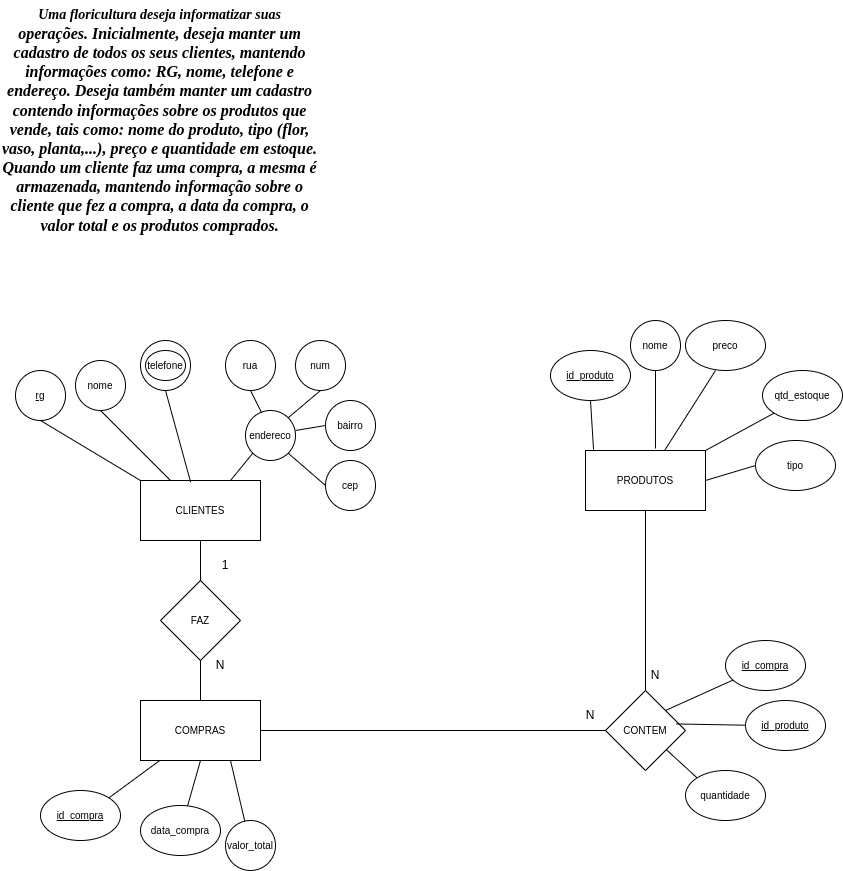 Uma floricultura deseja informatizar suas
operações. Inicialmente, deseja manter um
cadastro de todos os seus clientes, mantendo
informações como: RG, nome, telefone e
endereço. Deseja também manter um cadastro
contendo informações sobre os produtos que
vende, tais como: nome do produto, tipo (flor,
vaso, planta,...), preço e quantidade em estoque.
Quando um cliente faz uma compra, a mesma é
armazenada, mantendo informação sobre o
cliente que fez a compra, a data da compra, o
valor total e os produtos comprados.
rg
nome
telefone
rua
num
endereco
bairro
cep
CLIENTES
1
FAZ
N
COMPRAS
id_compra
data_compra
valor_total
id_produto
nome
preco
qtd_estoque
tipo
PRODUTOS
N
N
CONTEM
id_compra
id_produto
quantidade